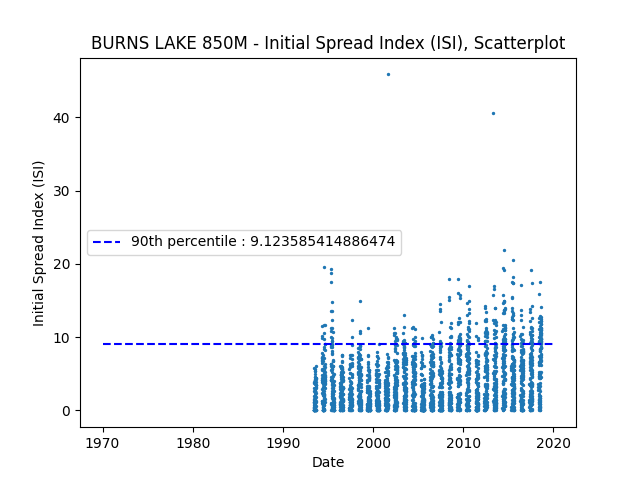 BURNS LAKE 850M - Initial Spread Index (ISI), Scatterplot
40
30
20
10
0
Initial Spread Index (ISI)
90th percentile : 9.123585414886474
1970 1980 1990 2000 2010 2020
Date